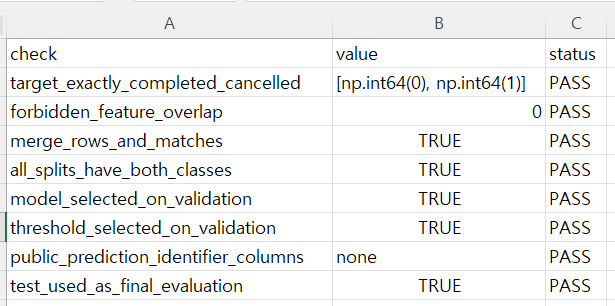 A B C
check value status
target_exactly_completed_cancelled [np.int64(0), np.int64(1)] PASS
forbidden_feature_overlap 0 PASS
merge_rows_and_matches TRUE PASS
all_splits_have_both_classes TRUE PASS
model_selected_on_validation TRUE PASS
threshold_selected_on_validation TRUE PASS
public_prediction_identifier_columns none PASS
test_used_as_final_evaluation TRUE PASS